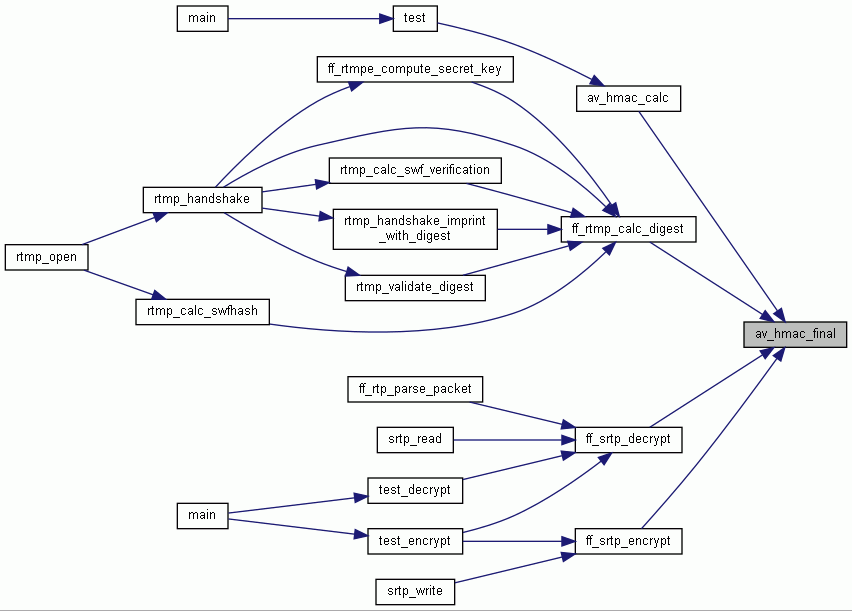 main
test
ff_rtmpe_compute_secret_key
av_hmac_calc
rtmp_calc_swf_verification
rtmp_handshake
rtmp_handshake_imprint
_with_digest
ff_rtmp_calc_digest
rtmp_open
rtmp_validate_digest
rtmp_calc_swfhash
av_hmac_final
ff_rtp_parse_packet
srtp_read
ff_srtp_decrypt
test_decrypt
main
test_encrypt
ff_srtp_encrypt
srtp_write